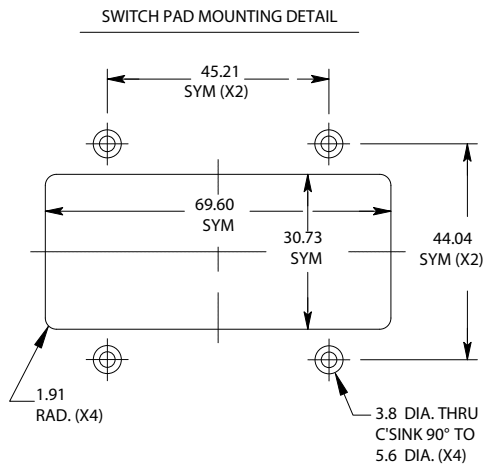 SWITCH PAD MOUNTING DETAIL
45.21
SYM (X2)
69.60
SYM
30.73
SYM
44.04
SYM (X2)
1.91
RAD. (X4)
3.8 DIA. THRU
C'SINK 90° TO
5.6 DIA. (X4)